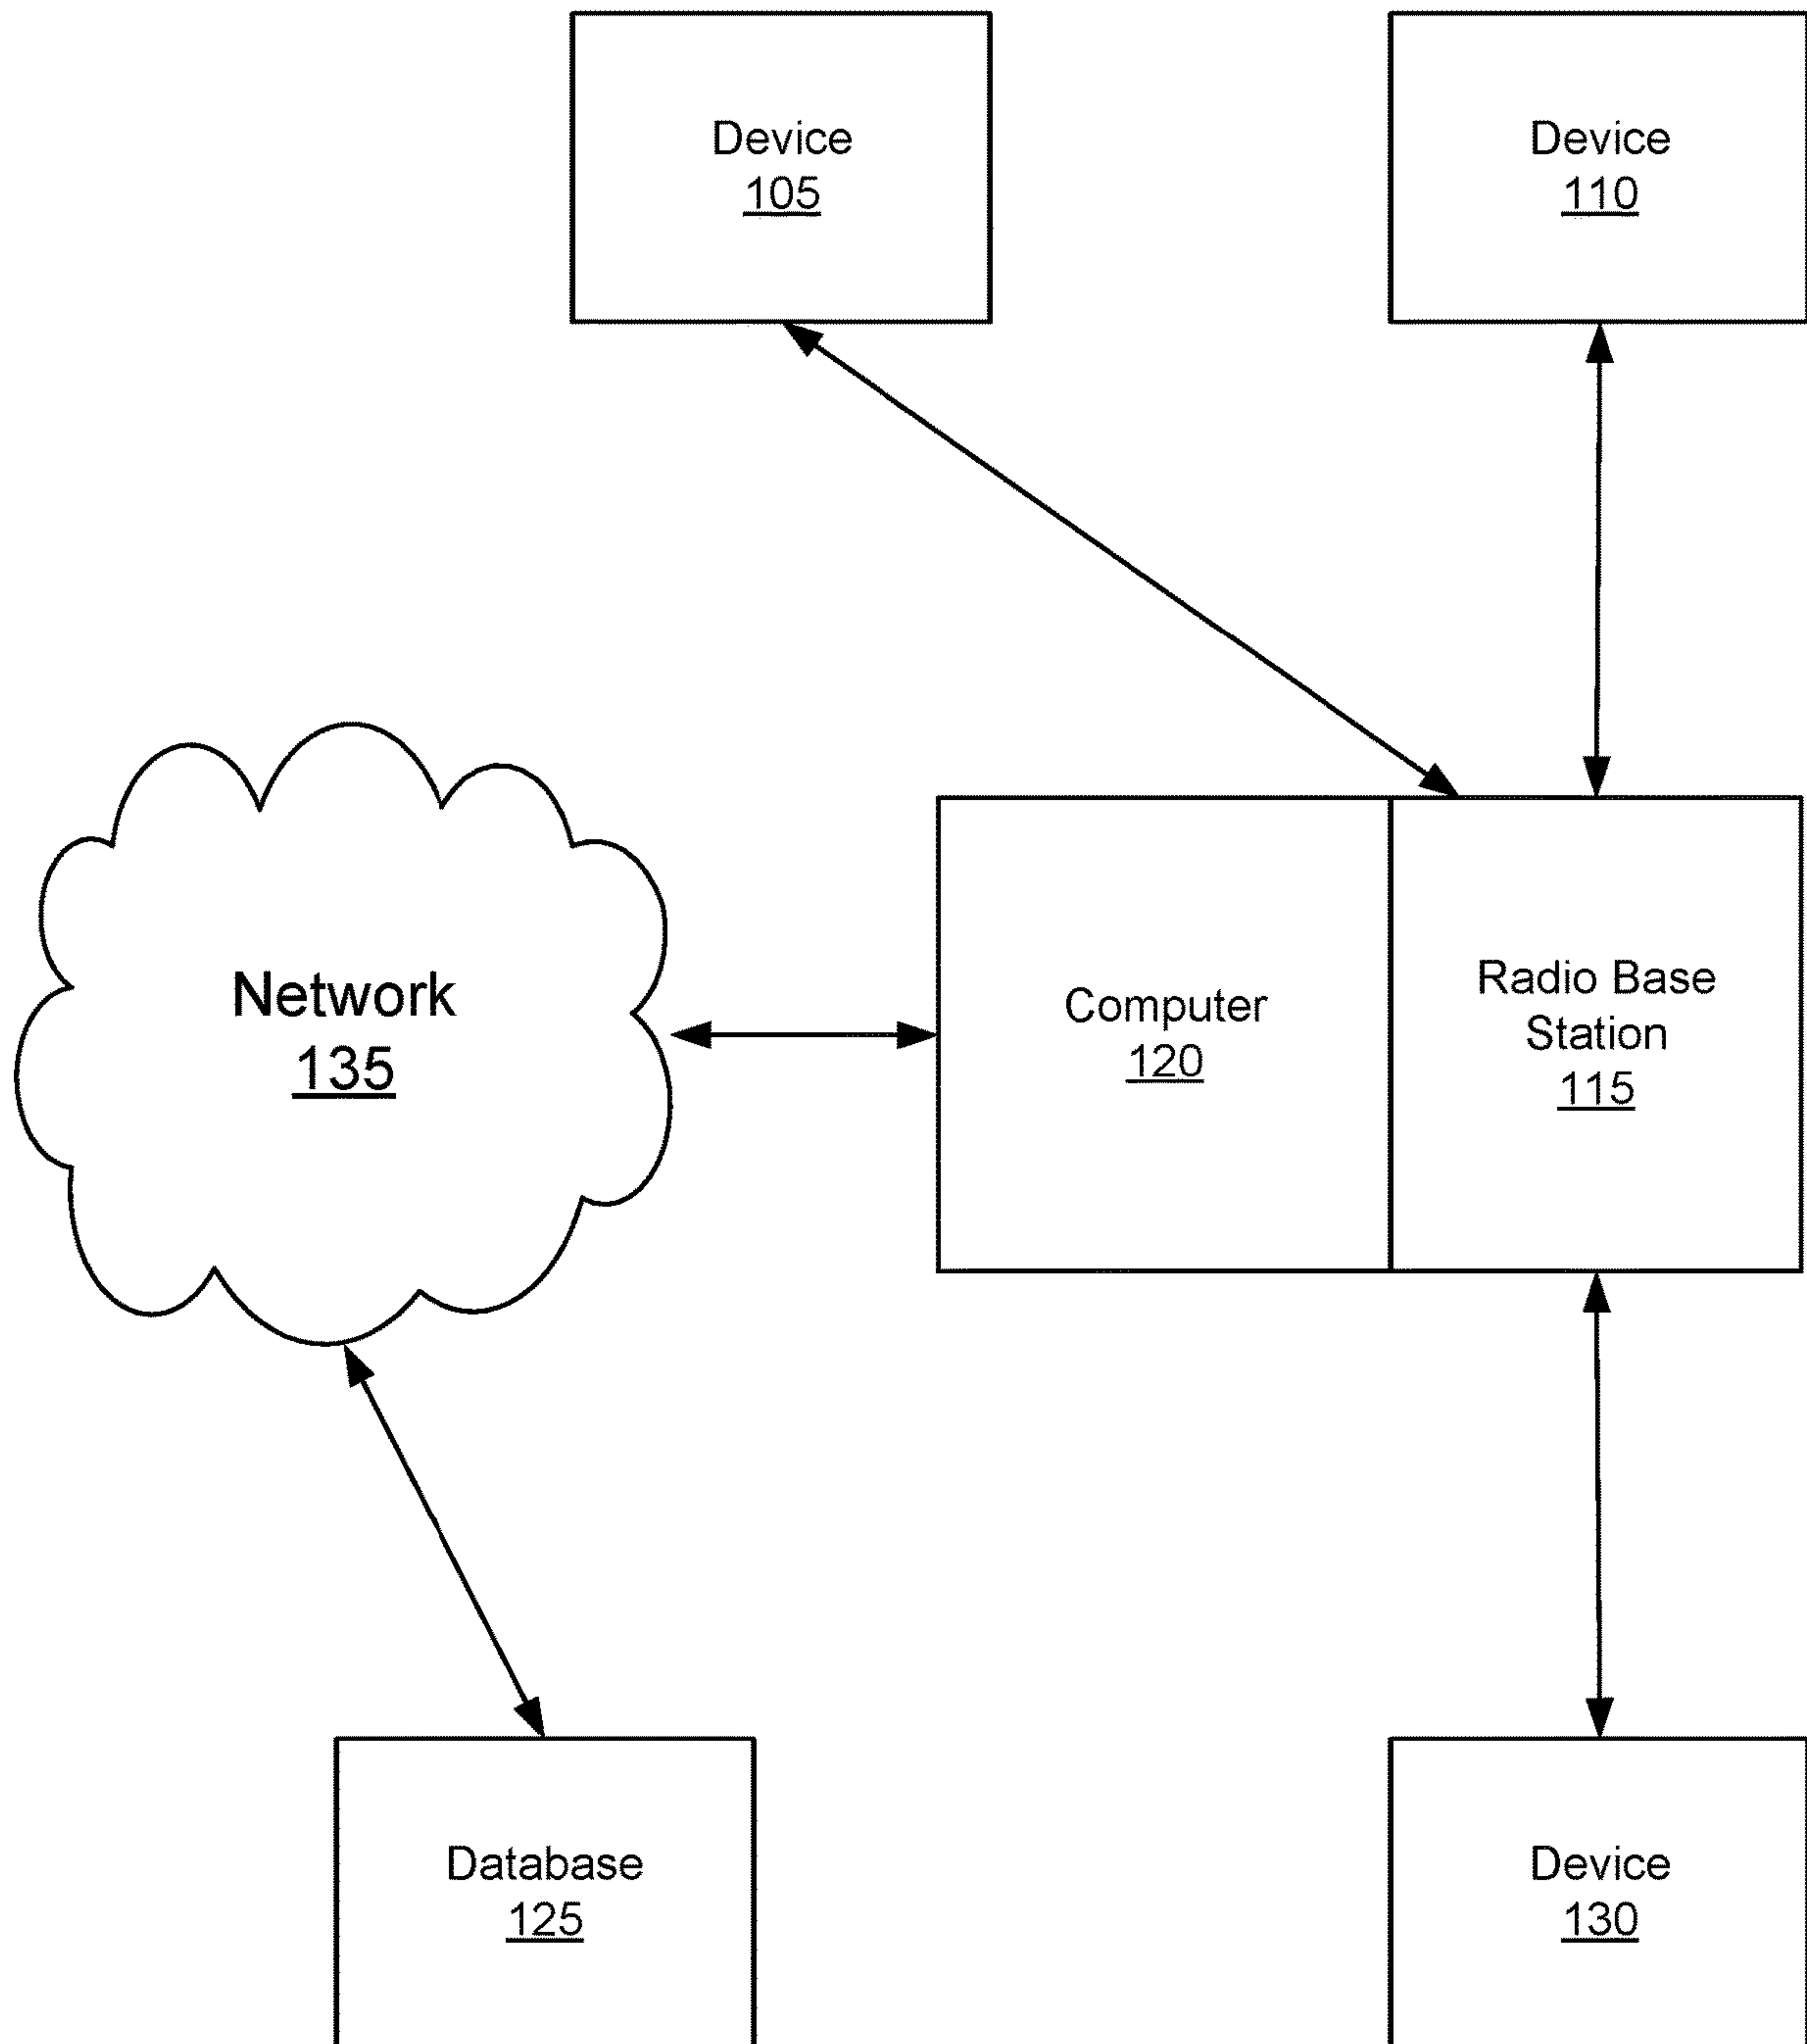 Device
105
Device
110
Network
135
Computer
120
Radio Base
Station
115
Database
125
Device
130